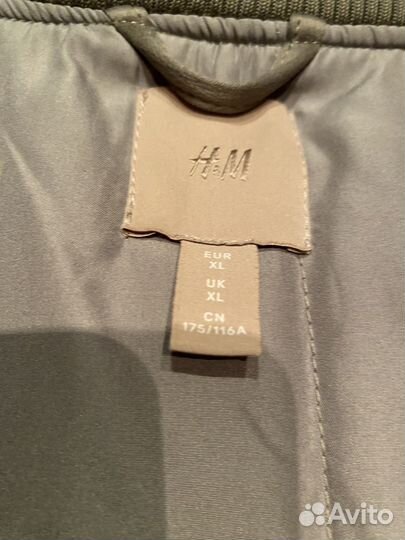 H&M
EUR
XL
UK
XL
CN
175/116A
Avito